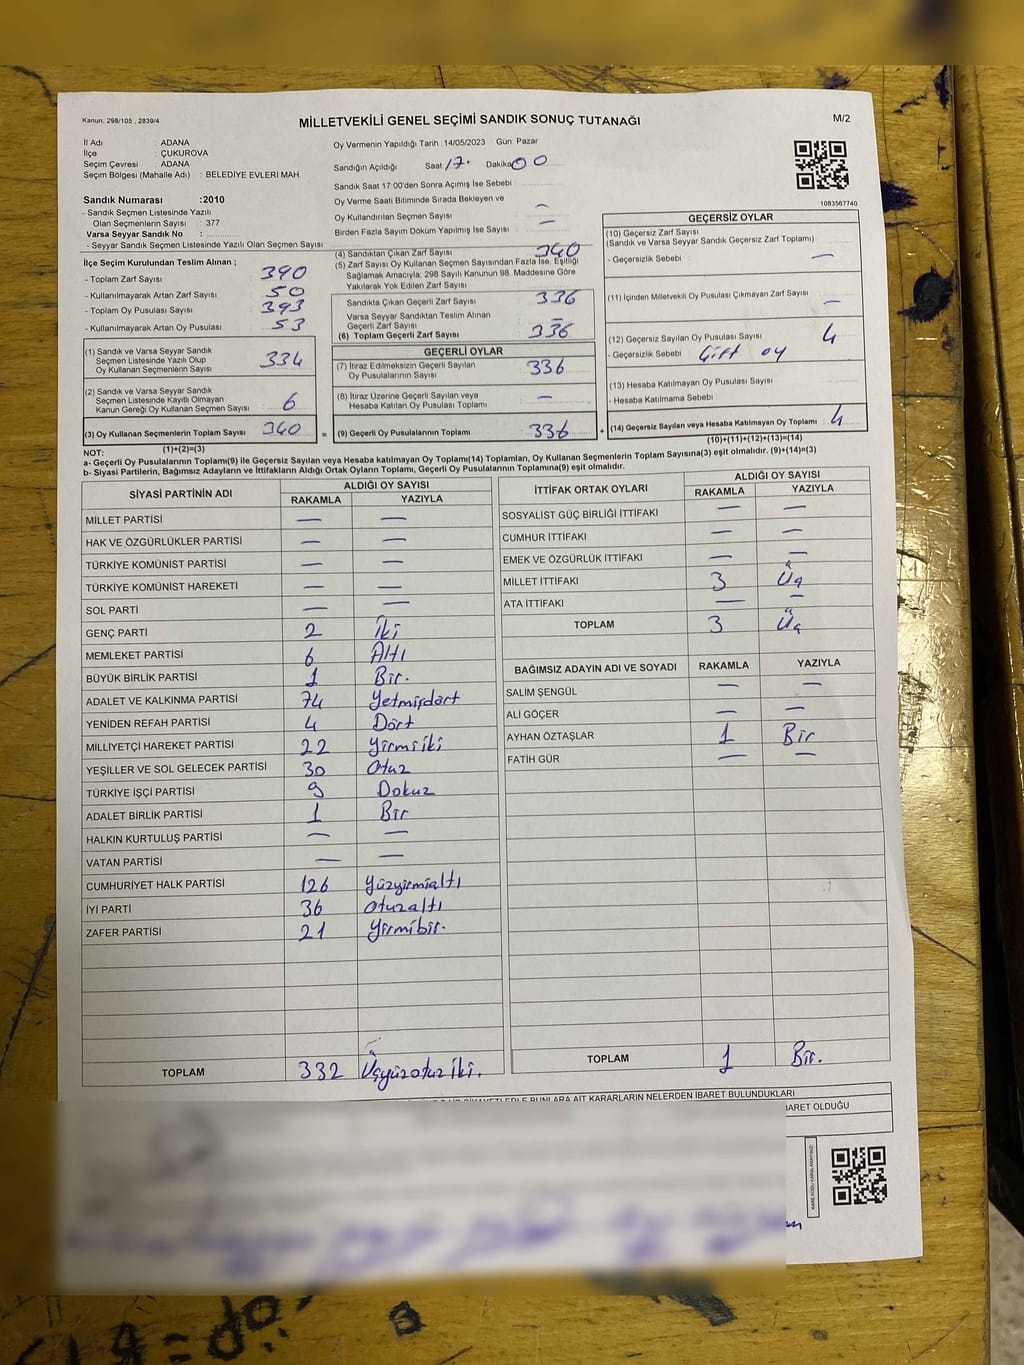 Kanun: 298/105 , 2839/4
MİLLETVEKİLİ GENEL SEÇİMİ SANDIK SONUÇ TUTANAĞI
M/2
İl Adı : ADANA
İlçe : ÇUKUROVA
Seçim Çevresi : ADANA
Seçim Bölgesi (Mahalle Adı) : BELEDİYE EVLERİ MAH
Oy Vermenin Yapıldığı Tarih :14/05/2023 Gün: Pazar
Sandığın Açıldığı Saat 17. Dakika 00
Sandık Saat 17:00'den Sonra Açımış İse Sebebi :
Oy Verme Saati Bitiminde Sırada Bekleyen ve
Oy Kullandırılan Seçmen Sayısı —
Birden Fazla Sayım Döküm Yapılmış İse Sayısı —
1083567740
Sandık Numarası :2010
- Sandık Seçmen Listesinde Yazılı
Olan Seçmenlerin Sayısı : 377
Varsa Seyyar Sandık No :
- Seyyar Sandık Seçmen Listesinde Yazılı Olan Seçmen Sayısı
İlçe Seçim Kurulundan Teslim Alınan ;
- Toplam Zarf Sayısı 390
- Kullanılmayarak Artan Zarf Sayısı 50
- Toplam Oy Pusulası Sayısı 393
- Kullanılmayarak Artan Oy Pusulası 53
(1) Sandık ve Varsa Seyyar Sandık
Seçmen Listesinde Yazılı Olup
Oy Kullanan Seçmenlerin Sayısı 334
(2) Sandık ve Varsa Seyyar Sandık
Seçmen Listesinde Kayıtlı Olmayan
Kanun Gereği Oy Kullanan Seçmen Sayısı 6
(3) Oy Kullanan Seçmenlerin Toplam Sayısı 340
(1)+(2)=(3)
(4) Sandıktan Çıkan Zarf Sayısı 340
(5) Zarf Sayısı Oy Kullanan Seçmen Sayısından Fazla İse, Eşitliği
Sağlamak Amacıyla, 298 Sayılı Kanunun 98. Maddesine Göre
Yakılarak Yok Edilen Zarf Sayısı
Sandıkta Çıkan Geçerli Zarf Sayısı 336
Varsa Seyyar Sandıktan Teslim Alınan
Geçerli Zarf Sayısı —
(6) Toplam Geçerli Zarf Sayısı 336
GEÇERLİ OYLAR
(7) İtiraz Edilmeksizin Geçerli Sayılan
Oy Pusulalarının Sayısı 336
(8) İtiraz Üzerine Geçerli Sayılan veya
Hesaba Katılan Oy Pusulası Toplamı —
= (9) Geçerli Oy Pusulalarının Toplamı 336 +
GEÇERSİZ OYLAR
(10) Geçersiz Zarf Sayısı
(Sandık ve Varsa Seyyar Sandık Geçersiz Zarf Toplamı)
- Geçersizlik Sebebi : —
(11) İçinden Milletvekili Oy Pusulası Çıkmayan Zarf Sayısı —
(12) Geçersiz Sayılan Oy Pusulası Sayısı 4
- Geçersizlik Sebebi Çift oy
(13) Hesaba Katılmayan Oy Pusulası Sayısı
- Hesaba Katılmama Sebebi :
(14) Geçersiz Sayılan veya Hesaba Katılmayan Oy Toplamı 4
(10)+(11)+(12)+(13)=(14)
NOT:
a- Geçerli Oy Pusulalarının Toplamı(9) ile Geçersiz Sayılan veya Hesaba Katılmayan Oy Toplamı(14) Toplamları, Oy Kullanan Seçmenlerin Toplam Sayısına(3) eşit olmalıdır. (9)+(14)=(3)
b- Siyasi Partilerin, Bağımsız Adayların ve İttifakların Aldığı Ortak Oyların Toplamı, Geçerli Oy Pusulalarının Toplamına(9) eşit olmalıdır.
SİYASİ PARTİNİN ADI ALDIĞI OY SAYISI
RAKAMLA YAZIYLA
MİLLET PARTİSİ — —
HAK VE ÖZGÜRLÜKLER PARTİSİ — —
TÜRKİYE KOMÜNİST PARTİSİ — —
TÜRKİYE KOMÜNİST HAREKETİ — —
SOL PARTİ — —
GENÇ PARTİ 2 İki
MEMLEKET PARTİSİ 6 Altı
BÜYÜK BİRLİK PARTİSİ 1 Bir.
ADALET VE KALKINMA PARTİSİ 74 Yetmişdört
YENİDEN REFAH PARTİSİ 4 Dört
MİLLİYETÇİ HAREKET PARTİSİ 22 Yirmiiki
YEŞİLLER VE SOL GELECEK PARTİSİ 30 Otuz
TÜRKİYE İŞÇİ PARTİSİ 9 Dokuz
ADALET BİRLİK PARTİSİ 1 Bir
HALKIN KURTULUŞ PARTİSİ — —
VATAN PARTİSİ — —
CUMHURİYET HALK PARTİSİ 126 Yüzyirmialtı
İYİ PARTİ 36 Otuzaltı
ZAFER PARTİSİ 21 Yirmibir.
TOPLAM 332 Üçyüzotuziki.
İTTİFAK ORTAK OYLARI ALDIĞI OY SAYISI
RAKAMLA YAZIYLA
SOSYALİST GÜÇ BİRLİĞİ İTTİFAKI — —
CUMHUR İTTİFAKI — —
EMEK VE ÖZGÜRLÜK İTTİFAKI — —
MİLLET İTTİFAKI 3 Üç
ATA İTTİFAKI — —
TOPLAM 3 Üç
BAĞIMSIZ ADAYIN ADI VE SOYADI RAKAMLA YAZIYLA
SALİM ŞENGÜL — —
ALİ GÖÇER — —
AYHAN ÖZTAŞLAR 1 Bir
FATİH GÜR — —
TOPLAM 1 Bir.
BUNLARA AİT KARARLARIN NELERDEN İBARET BULUNDUKLARI
İBARET OLDUĞU